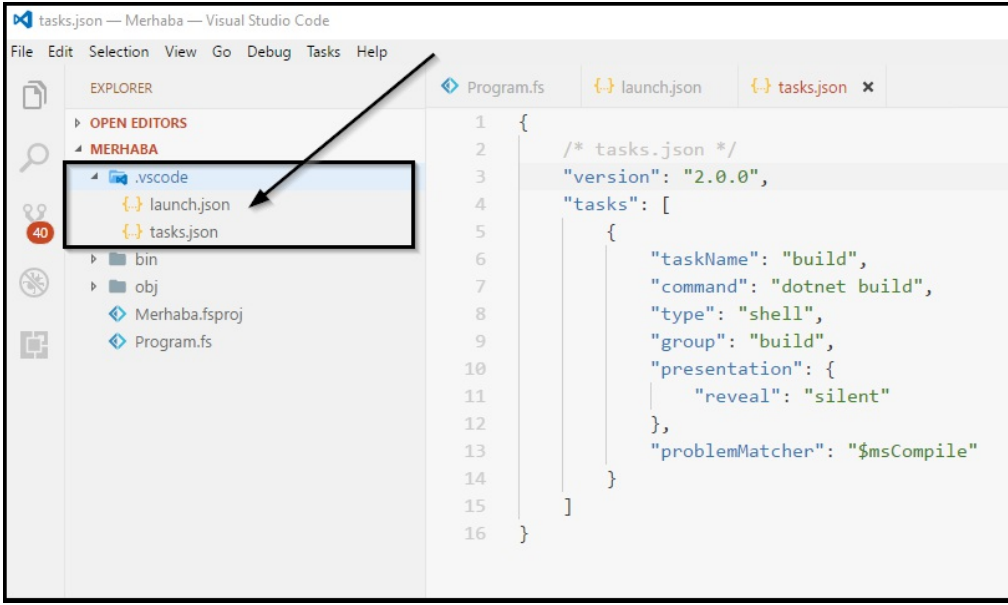 tasks.json — Merhaba — Visual Studio Code
File Edit Selection View Go Debug Tasks Help
EXPLORER
OPEN EDITORS
MERHABA
.vscode
{..} launch.json
{..} tasks.json
bin
obj
Merhaba.fsproj
Program.fs
40
Program.fs {..} launch.json {..} tasks.json ×
1 {
2 /* tasks.json */
3 "version": "2.0.0",
4 "tasks": [
5 {
6 "taskName": "build",
7 "command": "dotnet build",
8 "type": "shell",
9 "group": "build",
10 "presentation": {
11 "reveal": "silent"
12 },
13 "problemMatcher": "$msCompile"
14 }
15 ]
16 }